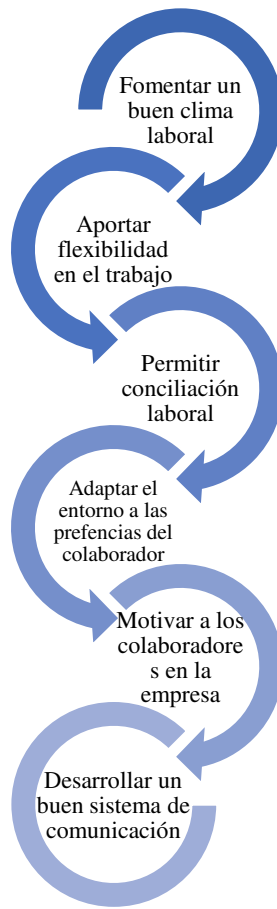 Fomentar un
buen clima
laboral
Aportar
flexibilidad
en el trabajo
Permitir
conciliación
laboral
Adaptar el
entorno a las
prefencias del
colaborador
Motivar a los
colaboradore
s en la
empresa
Desarrollar un
buen sistema de
comunicación